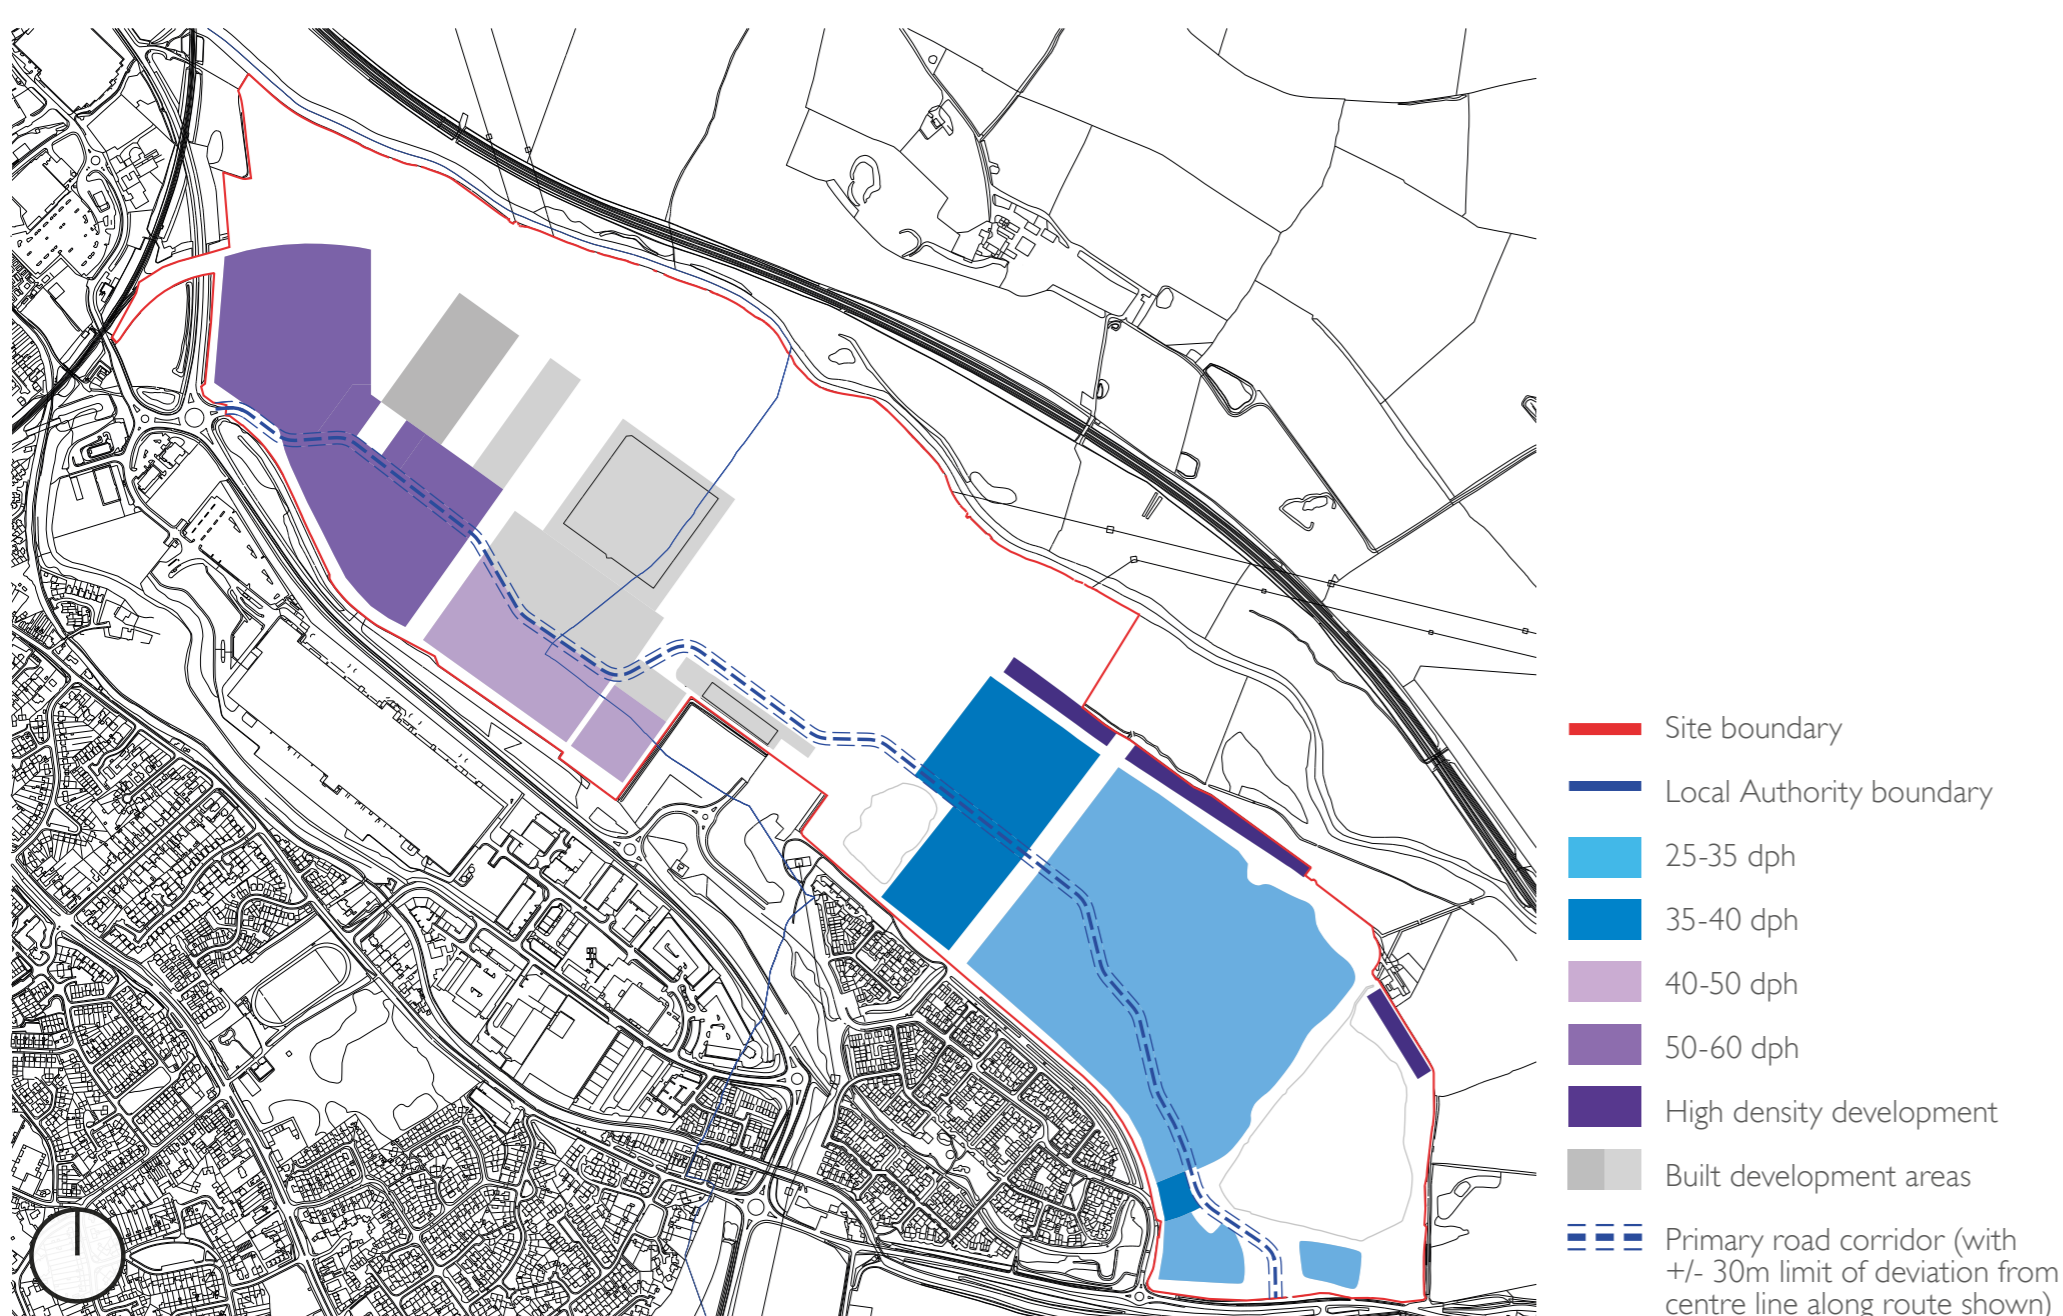 Site boundary
Local Authority boundary
25-35 dph
35-40 dph
40-50 dph
50-60 dph
High density development
Built development areas
Primary road corridor (with
+/- 30m limit of deviation from
centre line along route shown)